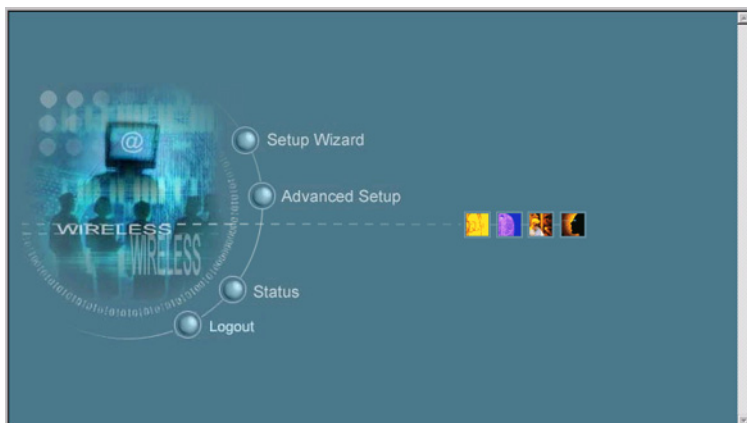 @
Setup Wizard
Advanced Setup
WIRELESS
WIRELESS
Status
Logout